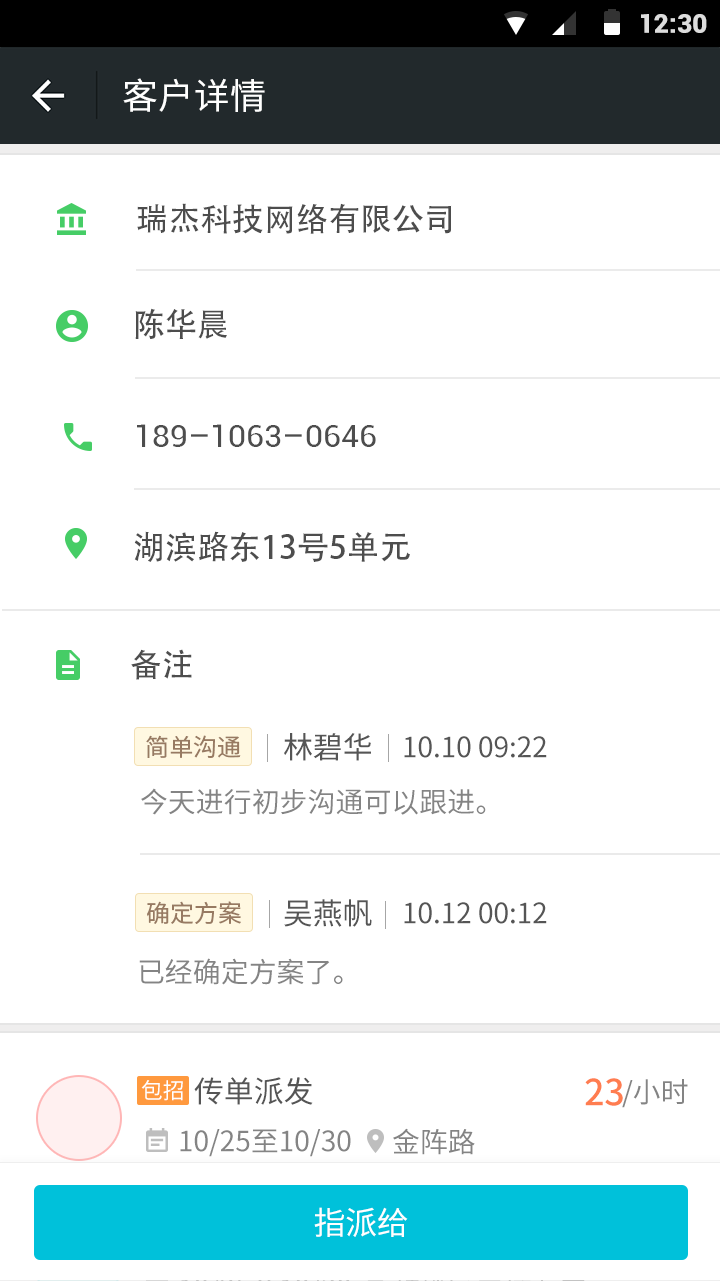 12:30
客户详情
瑞杰科技网络有限公司
陈华晨
189-1063-0646
湖滨路东13号5单元
备注
简单沟通 林碧华 10.10 09:22
今天进行初步沟通可以跟进。
确定方案 吴燕帆 10.12 00:12
已经确定方案了。
包招 传单派发 23/小时
10/25至10/30 金阵路
指派给